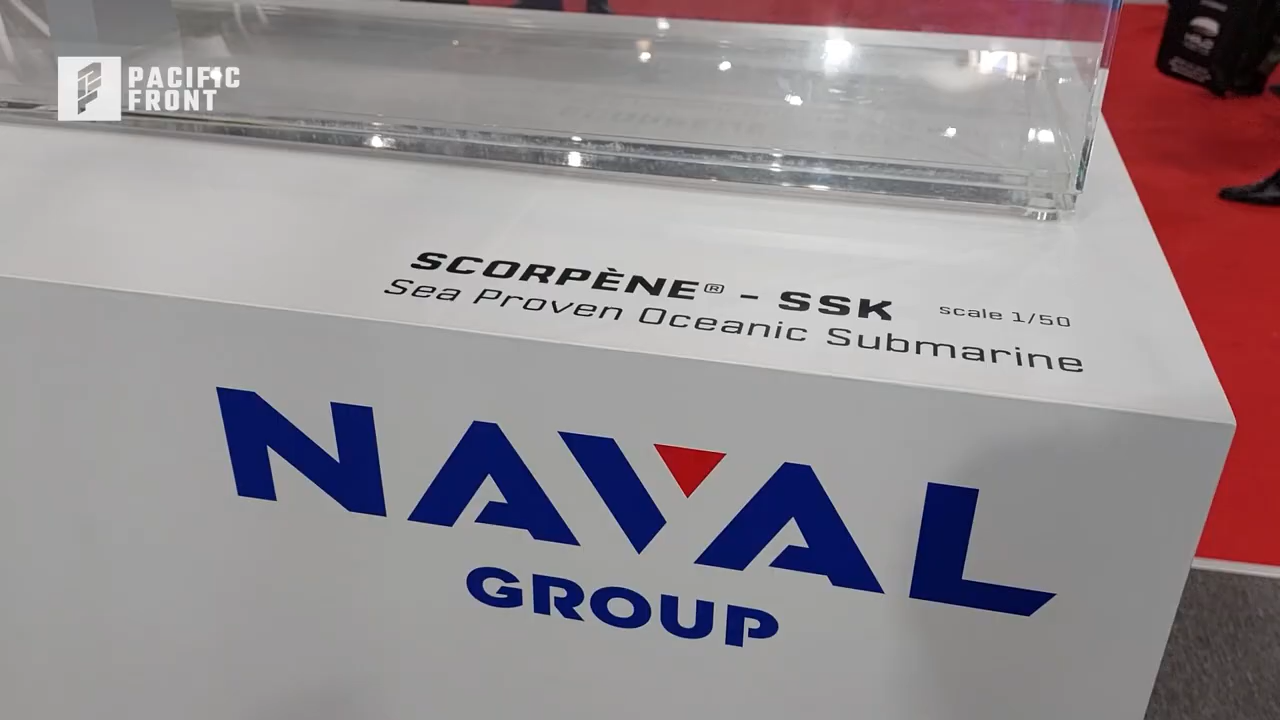 PACIFIC
FRONT
SCORPÈNE® - SSK scale 1/50
Sea Proven Oceanic Submarine
NAVAL
GROUP